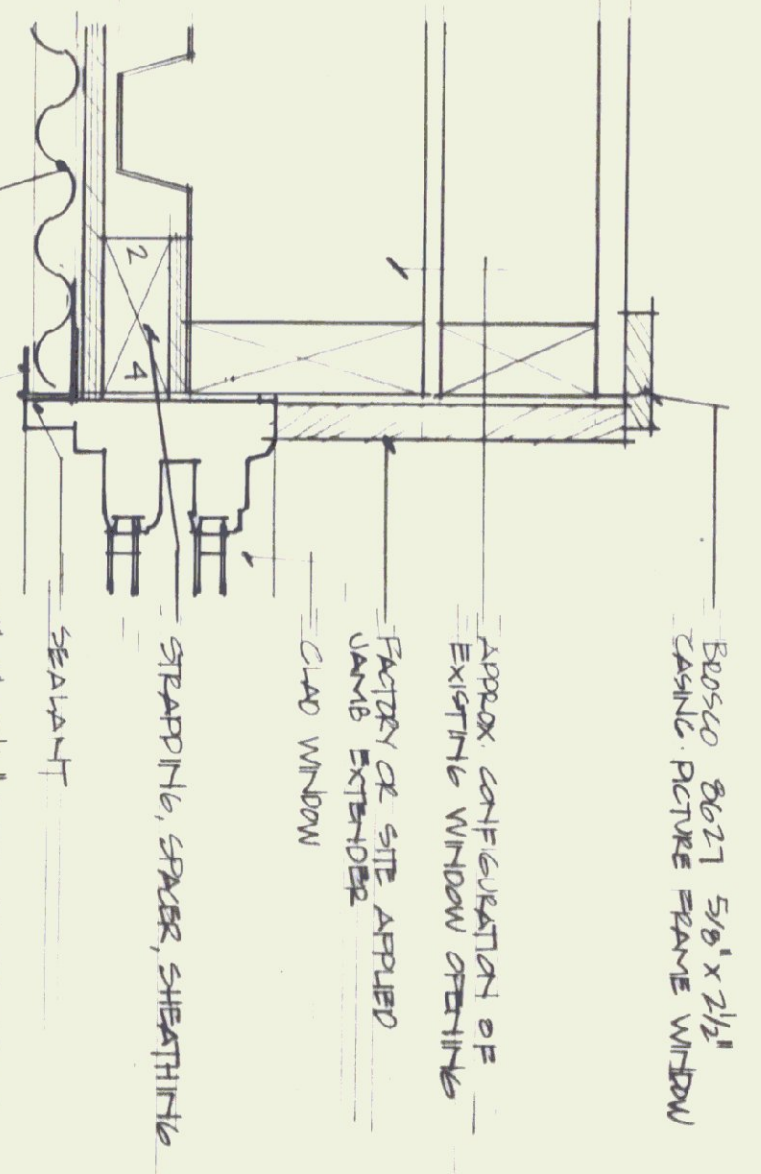 BROSCO 8627 5/8" X 2 1/2"
CASING. PICTURE FRAME WINDOW
APPROX. CONFIGURATION OF
EXISTING WINDOW OPENING
FACTORY OR SITE APPLIED
JAMB EXTENDER
CLAD WINDOW
STRAPPING, SPACER, SHEATHING
SEALANT
2
4